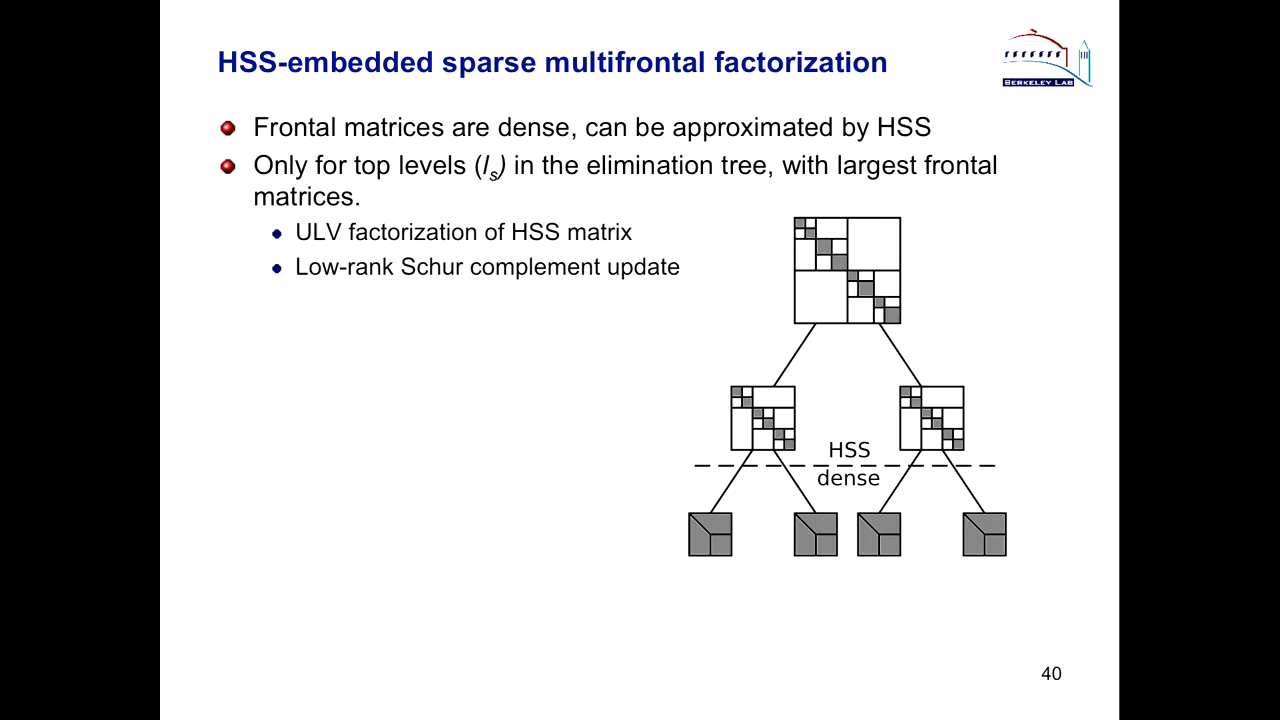 HSS-embedded sparse multifrontal factorization
BERKELEY LAB
Frontal matrices are dense, can be approximated by HSS
Only for top levels (ls) in the elimination tree, with largest frontal
matrices.
ULV factorization of HSS matrix
Low-rank Schur complement update
HSS
dense
40